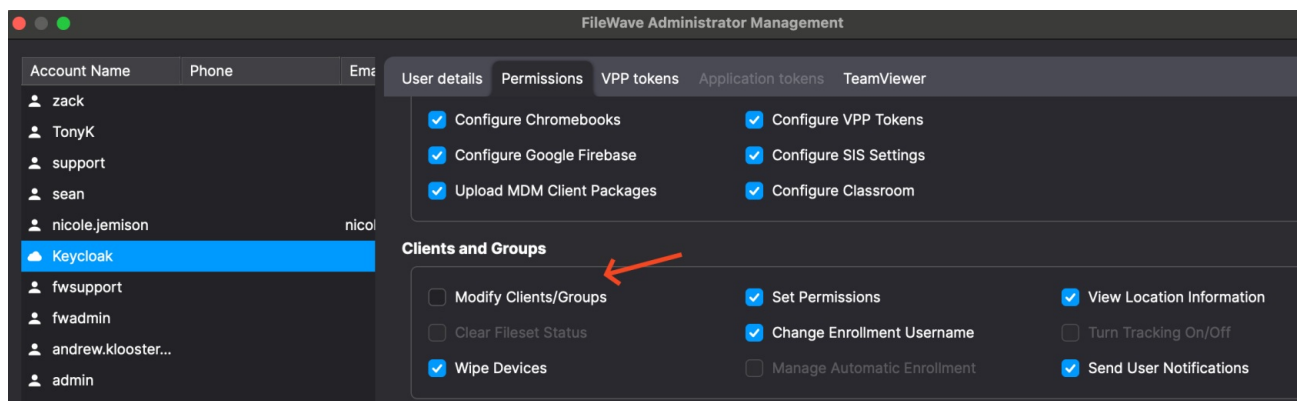 FileWave Administrator Management
Account Name Phone Ema
zack
TonyK
support
sean
nicole.jemison nicol
Keycloak
fwsupport
fwadmin
andrew.klooster...
admin
User details Permissions VPP tokens Application tokens TeamViewer
Configure Chromebooks Configure VPP Tokens
Configure Google Firebase Configure SIS Settings
Upload MDM Client Packages Configure Classroom
Clients and Groups
Modify Clients/Groups Set Permissions View Location Information
Clear Fileset Status Change Enrollment Username Turn Tracking On/Off
Wipe Devices Manage Automatic Enrollment Send User Notifications